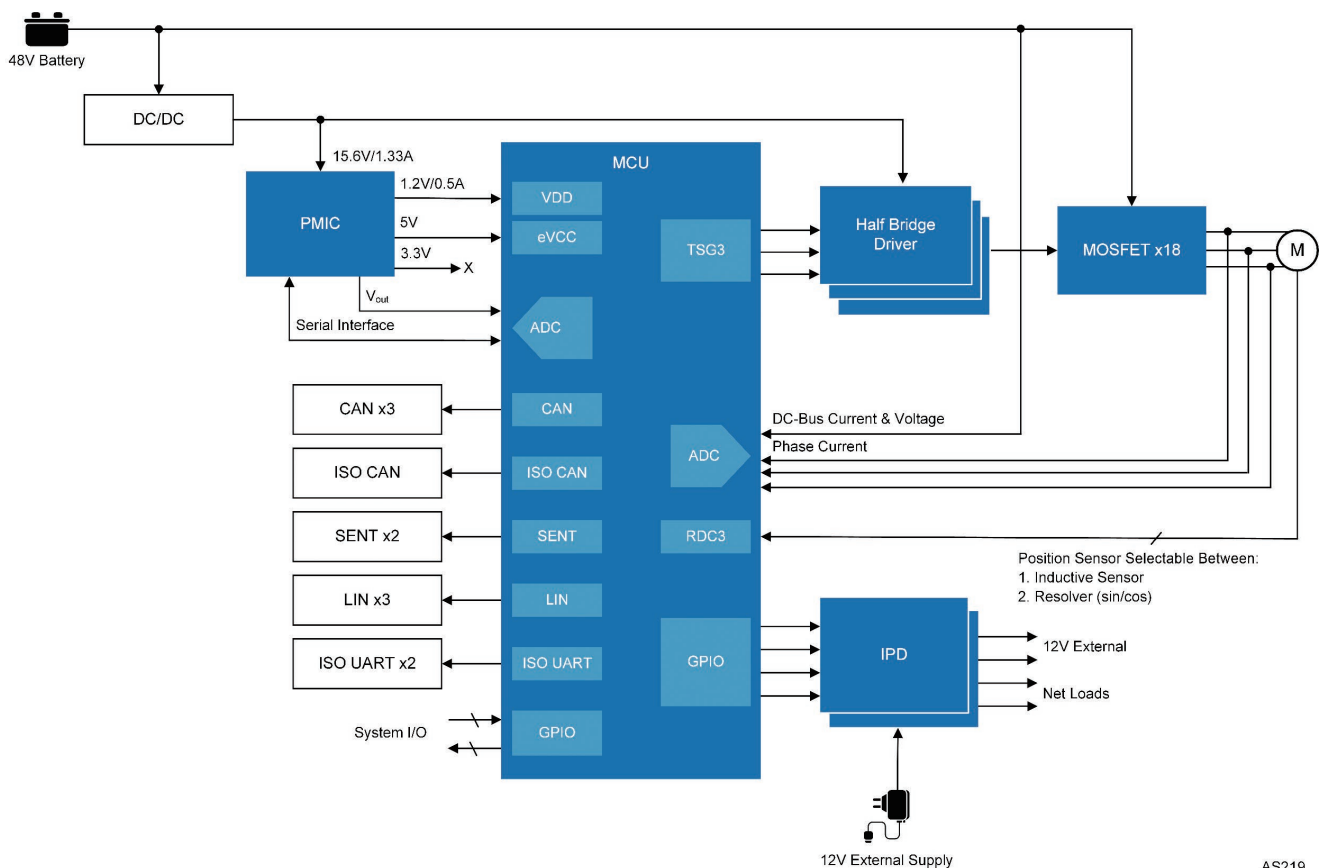 48V Battery
DC/DC
15.6V/1.33A
PMIC
1.2V/0.5A
5V
3.3V
X
Vout
Serial Interface
MCU
VDD
eVCC
ADC
CAN
ISO CAN
SENT
LIN
ISO UART
GPIO
CAN x3
ISO CAN
SENT x2
LIN x3
ISO UART x2
System I/O
TSG3
ADC
RDC3
GPIO
Half Bridge
Driver
MOSFET x18
M
DC-Bus Current & Voltage
Phase Current
Position Sensor Selectable Between:
1. Inductive Sensor
2. Resolver (sin/cos)
IPD
12V External
Net Loads
12V External Supply
AS219